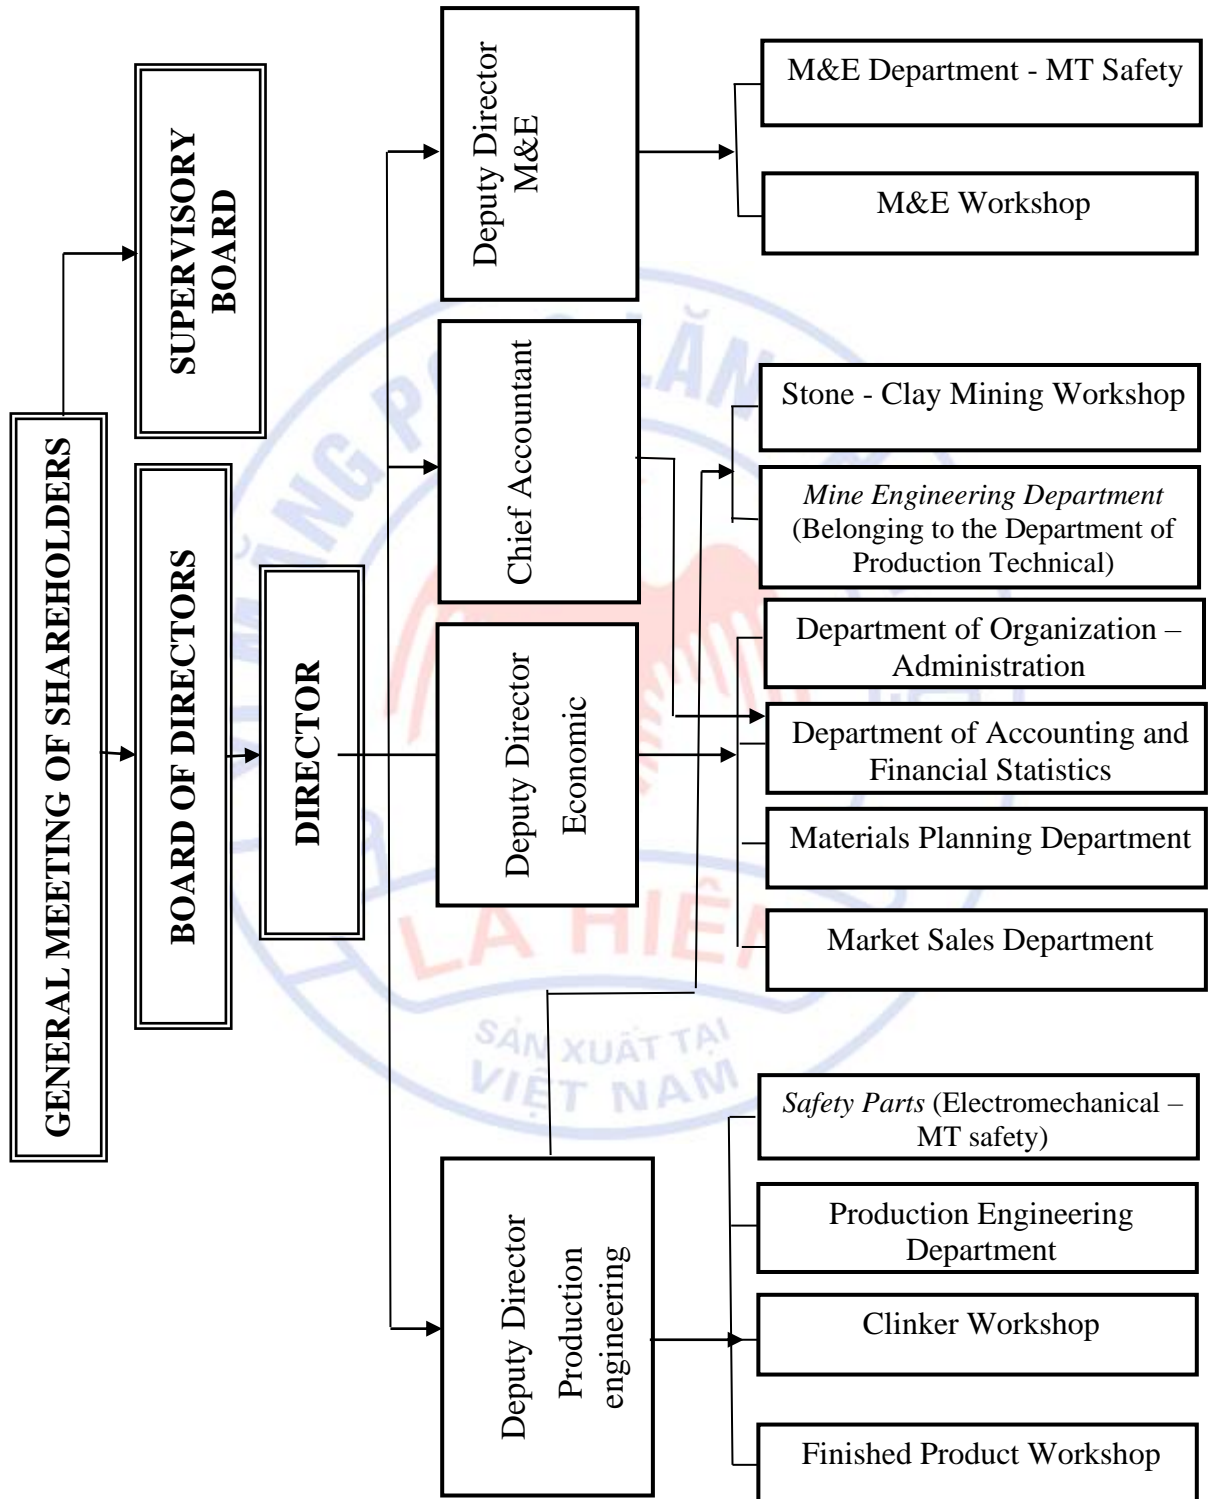 GENERAL MEETING OF SHAREHOLDERS
SUPERVISORY
BOARD
BOARD OF DIRECTORS
DIRECTOR
Deputy Director
M&E
Chief Accountant
Deputy Director
Economic
Deputy Director
Production
engineering
M&E Department - MT Safety
M&E Workshop
Stone - Clay Mining Workshop
Mine Engineering Department
(Belonging to the Department of
Production Technical)
Department of Organization –
Administration
Department of Accounting and
Financial Statistics
Materials Planning Department
Market Sales Department
Safety Parts (Electromechanical –
MT safety)
Production Engineering
Department
Clinker Workshop
Finished Product Workshop
LA HIÊN
SẢN XUẤT TẠI
VIỆT NAM